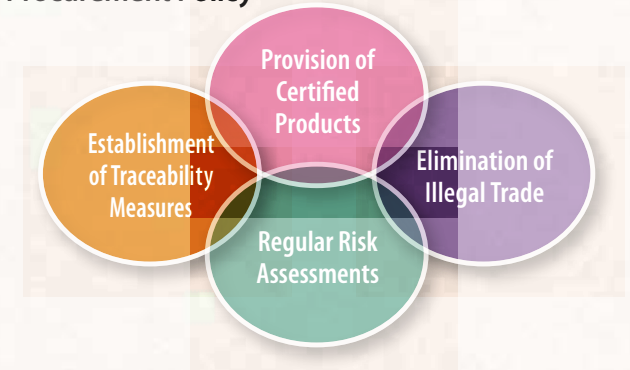 Procurement Policy
Provision of
Certified
Products
Establishment
of Traceability
Measures
Elimination of
Illegal Trade
Regular Risk
Assessments